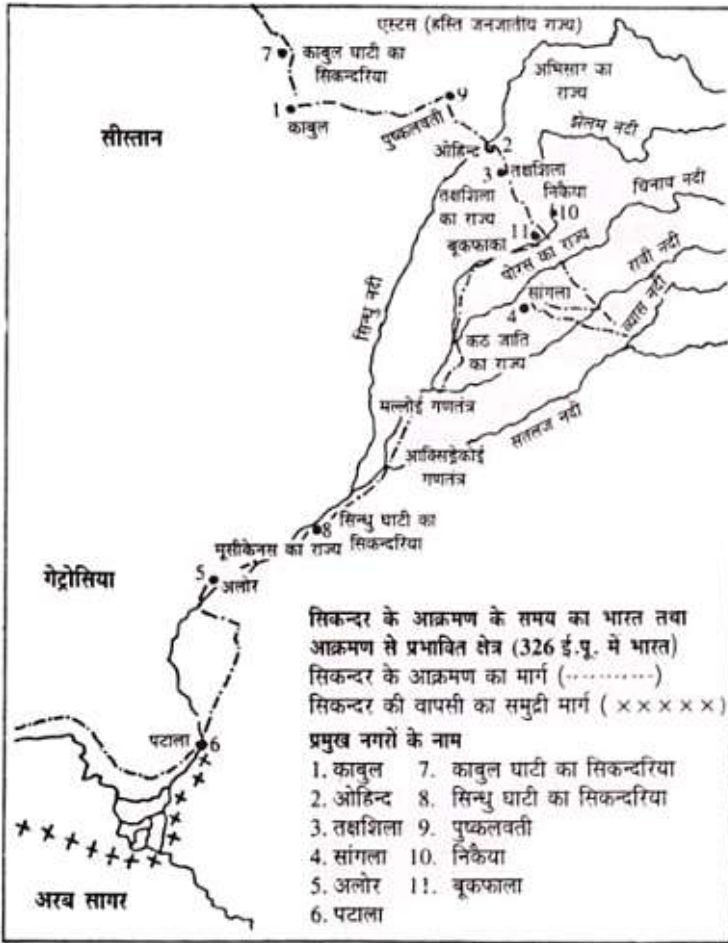 एस्टस (हस्ति जनजातीय राज्य)
7 काबुल घाटी का
सिकन्दरिया
अभिसार का
राज्य
9
1
काबुल
पुष्कलवती
सीस्तान
झेलम नदी
ओहिन्द 2
3 तक्षशिला
तक्षशिला
का राज्य
निकैया
10
चिनाव नदी
11
बूकफाका
पोरस का राज्य
रावी नदी
सांगला
4
व्यास नदी
सिन्धु नदी
कठ जाति
का राज्य
मल्लोई गणतंत्र
सतलज नदी
आक्सिड्रेकोई
गणतंत्र
8 सिन्धु घाटी का
सिकन्दरिया
मूसीकेनस का राज्य
गेट्रोसिया
5
अलोर
सिकन्दर के आक्रमण के समय का भारत तथा
आक्रमण से प्रभावित क्षेत्र (326 ई.पू. में भारत)
सिकन्दर के आक्रमण का मार्ग (··········)
सिकन्दर की वापसी का समुद्री मार्ग ( × × × × ×)
पटाला 6
प्रमुख नगरों के नाम
1. काबुल 7. काबुल घाटी का सिकन्दरिया
2. ओहिन्द 8. सिन्धु घाटी का सिकन्दरिया
3. तक्षशिला 9. पुष्कलवती
4. सांगला 10. निकैया
5. अलोर 11. बूकफाला
6. पटाला
अरब सागर